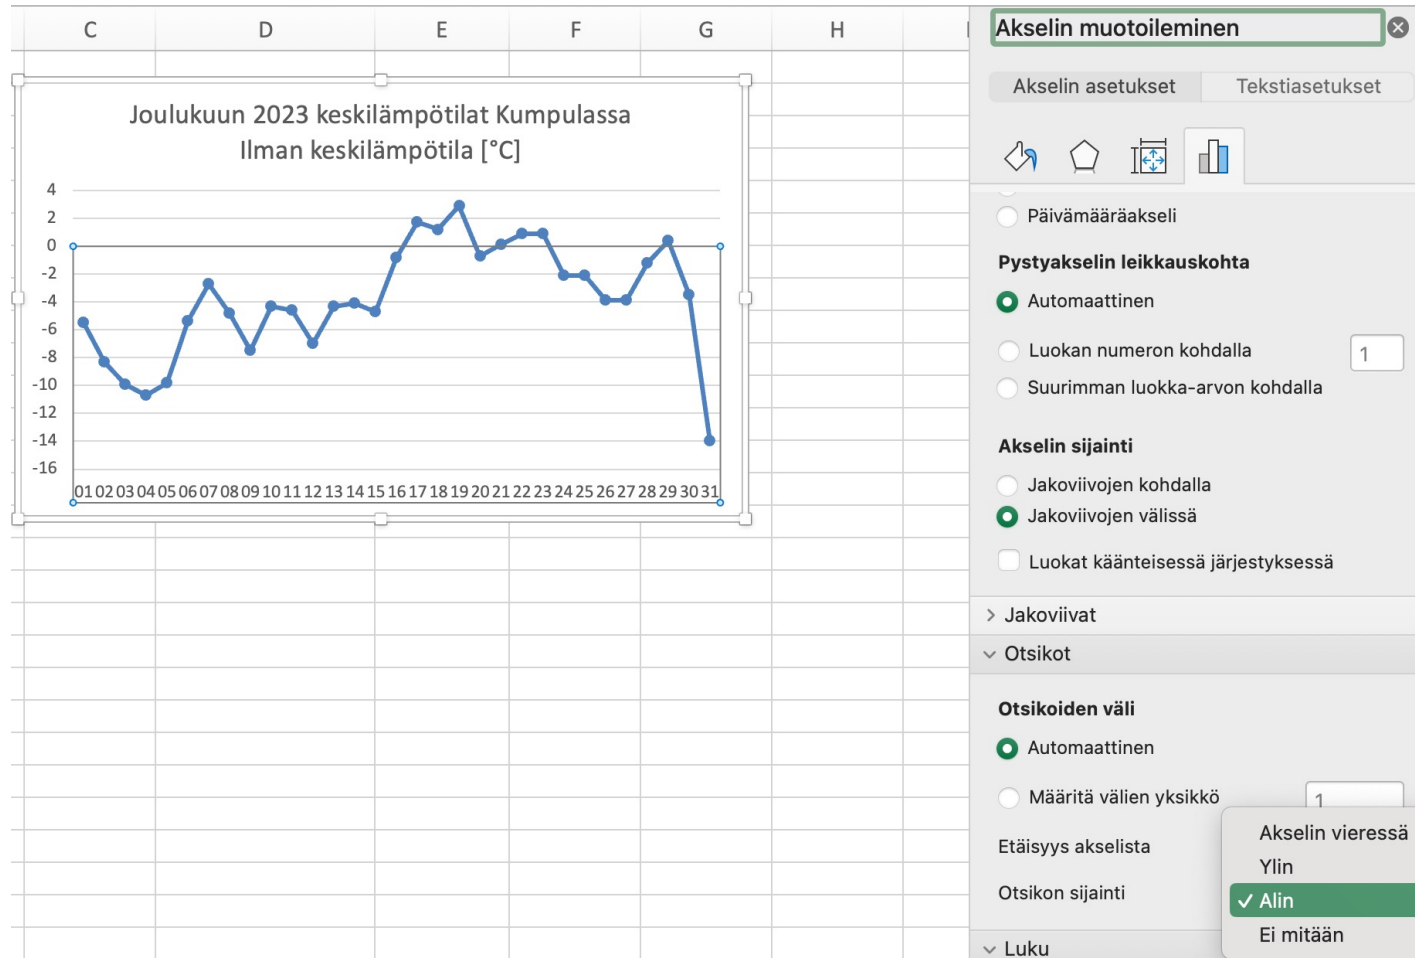 C D E F G H
Joulukuun 2023 keskilämpötilat Kumpulassa
Ilman keskilämpötila [°C]
4
2
0
-2
-4
-6
-8
-10
-12
-14
-16
01 02 03 04 05 06 07 08 09 10 11 12 13 14 15 16 17 18 19 20 21 22 23 24 25 26 27 28 29 30 31
Akselin muotoileminen
Akselin asetukset Tekstiasetukset
Päivämääräakseli
Pystyakselin leikkauskohta
Automaattinen
Luokan numeron kohdalla 1
Suurimman luokka-arvon kohdalla
Akselin sijainti
Jakoviivojen kohdalla
Jakoviivojen välissä
Luokat käänteisessä järjestyksessä
Jakoviivat
Otsikot
Otsikoiden väli
Automaattinen
Määritä välien yksikkö 1
Etäisyys akselista
Otsikon sijainti
Akselin vieressä
Ylin
✓ Alin
Ei mitään
Luku